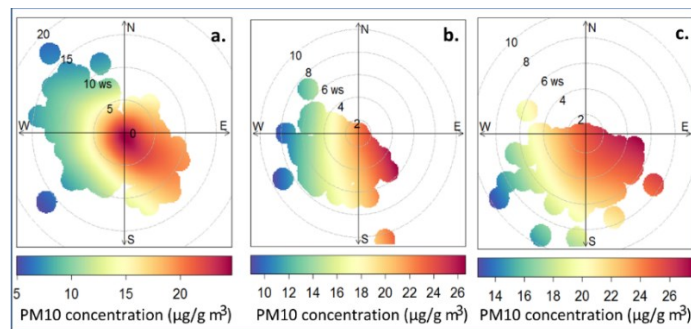 a.
N
20
15
10 ws
5
0
W
E
S
5 10 15 20
PM10 concentration (µg/g m³)
b.
N
10
8
6 ws
4
2
W
E
S
10 12 14 16 18 20 22 24 26
PM10 concentration (µg/g m³)
c.
N
10
8
6 ws
4
2
W
E
S
14 16 18 20 22 24 26
PM10 concentration (µg/g m³)